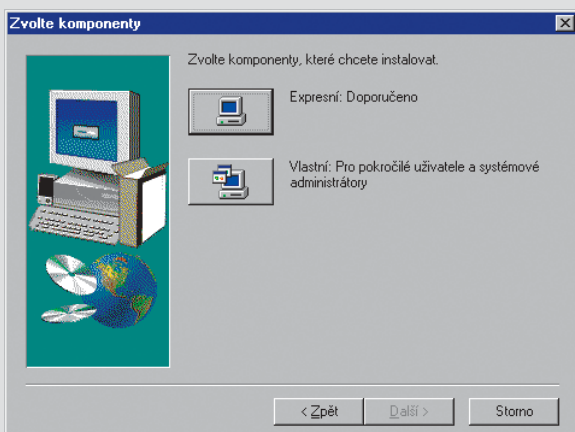 Zvolte komponenty
Zvolte komponenty, které chcete instalovat.
Expresní: Doporučeno
Vlastní: Pro pokročilé uživatele a systémové
administrátory
< Zpět
Další >
Storno